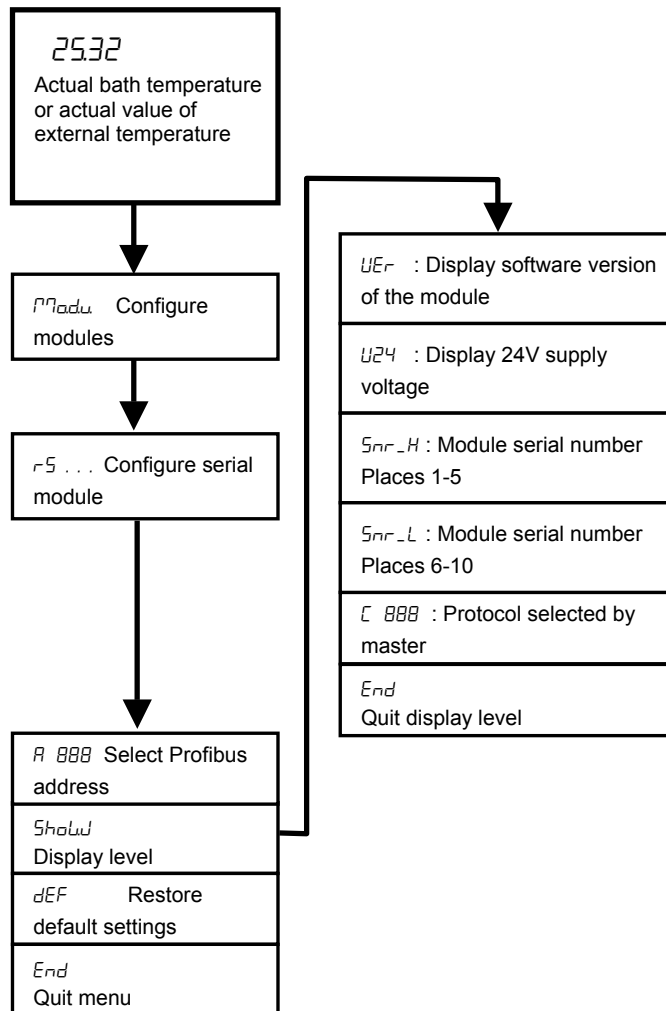 25.32
Actual bath temperature
or actual value of
external temperature
Modu Configure
modules
rS . . . Configure serial
module
A 888 Select Profibus
address
ShoW
Display level
dEF Restore
default settings
End
Quit menu
UEr : Display software version
of the module
U24 : Display 24V supply
voltage
Snr_H : Module serial number
Places 1-5
Snr_L : Module serial number
Places 6-10
C 888 : Protocol selected by
master
End
Quit display level